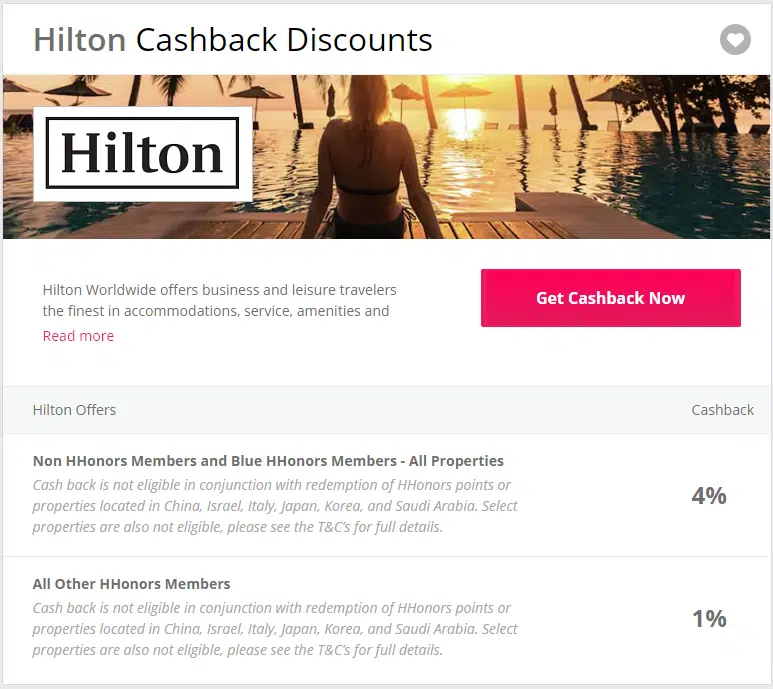 Hilton Cashback Discounts
Hilton
Hilton Worldwide offers business and leisure travelers
the finest in accommodations, service, amenities and
Read more
Get Cashback Now
Hilton Offers
Cashback
Non HHonors Members and Blue HHonors Members - All Properties
Cash back is not eligible in conjunction with redemption of HHonors points or
properties located in China, Israel, Italy, Japan, Korea, and Saudi Arabia. Select
properties are also not eligible, please see the T&C’s for full details.
4%
All Other HHonors Members
Cash back is not eligible in conjunction with redemption of HHonors points or
properties located in China, Israel, Italy, Japan, Korea, and Saudi Arabia. Select
properties are also not eligible, please see the T&C’s for full details.
1%